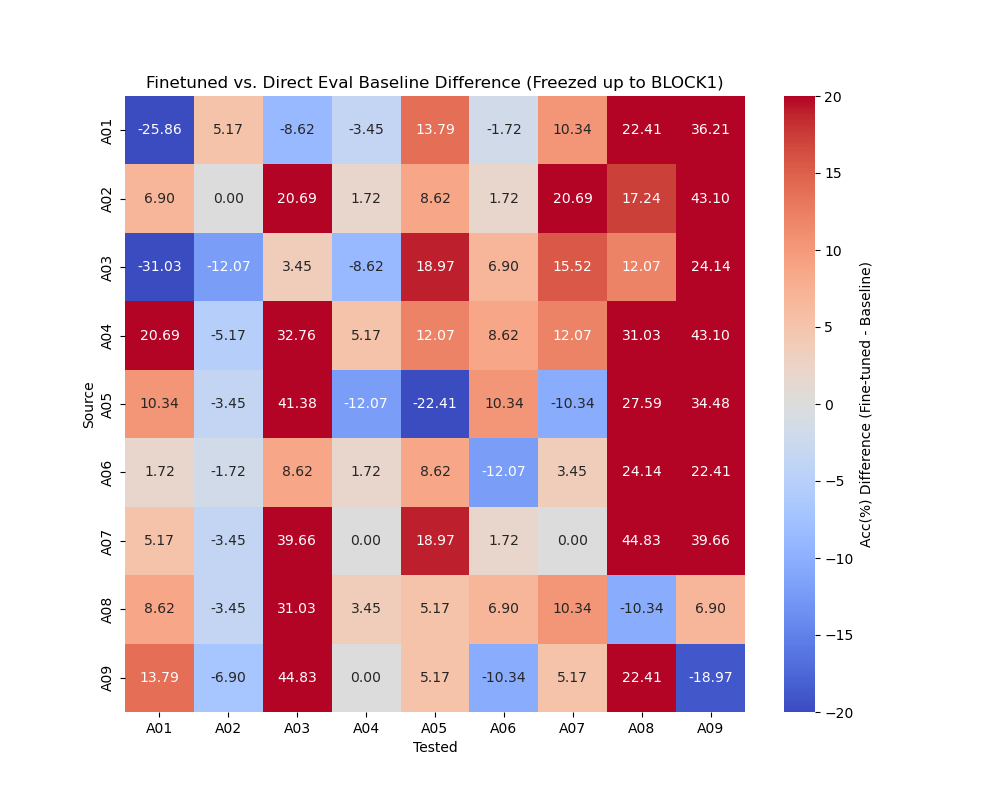 Finetuned vs. Direct Eval Baseline Difference (Freezed up to BLOCK1)
A01 -25.86 5.17 -8.62 -3.45 13.79 -1.72 10.34 22.41 36.21
A02 6.90 0.00 20.69 1.72 8.62 1.72 20.69 17.24 43.10
A03 -31.03 -12.07 3.45 -8.62 18.97 6.90 15.52 12.07 24.14
A04 20.69 -5.17 32.76 5.17 12.07 8.62 12.07 31.03 43.10
A05 10.34 -3.45 41.38 -12.07 -22.41 10.34 -10.34 27.59 34.48
A06 1.72 -1.72 8.62 1.72 8.62 -12.07 3.45 24.14 22.41
A07 5.17 -3.45 39.66 0.00 18.97 1.72 0.00 44.83 39.66
A08 8.62 -3.45 31.03 3.45 5.17 6.90 10.34 -10.34 6.90
A09 13.79 -6.90 44.83 0.00 5.17 -10.34 5.17 22.41 -18.97
A01 A02 A03 A04 A05 A06 A07 A08 A09
Tested
Source
20
15
10
5
0
−5
−10
−15
−20
Acc(%) Difference (Fine-tuned - Baseline)